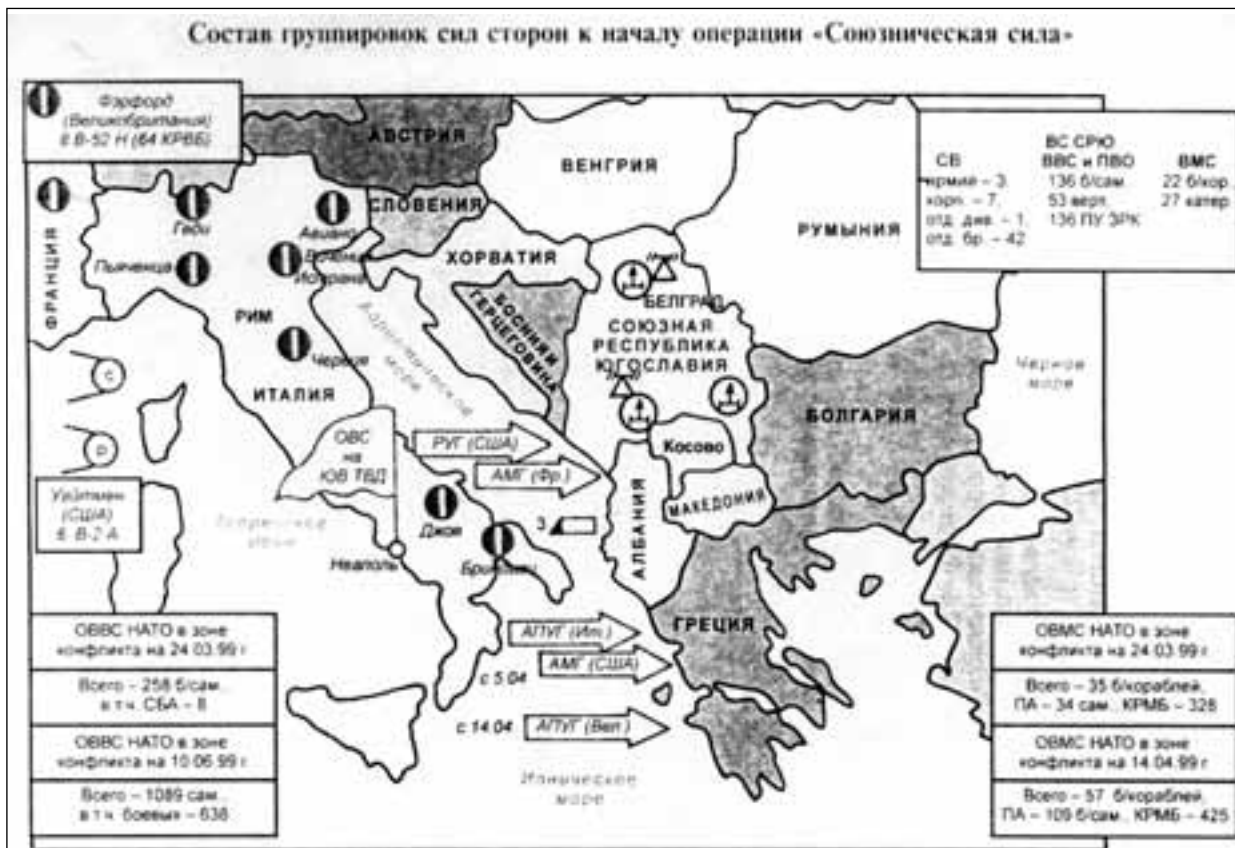 Состав группировок сил сторон к началу операции «Союзническая сила»
Фэрфорд
(Великобритания)
8 В-52 Н (64 КРВБ)
АВСТРИЯ
ВЕНГРИЯ
ВС СРЮ
СВ
ВВС и ПВО
ВМС
армий – 3,
136 б/сам.
22 б/кор.,
корп. – 7,
53 верт.
27 катер.
отд. див. – 1,
136 ПУ ЗРК
отд. бр. – 42
ФРАНЦИЯ
Геди
Авиано
СЛОВЕНИЯ
РУМЫНИЯ
Пьяченца
ХОРВАТИЯ
БЕЛГРАД
РИМ
Адриатическое
море
БОСНИЯ И
ГЕРЦЕГОВИНА
СОЮЗНАЯ
РЕСПУБЛИКА
ЮГОСЛАВИЯ
Черное
море
ИТАЛИЯ
БОЛГАРИЯ
ОВС
на
ЮВ ТВД
РУГ (США)
Косово
АМГ (Фр.)
МАКЕДОНИЯ
Уайтмен
(США)
6 В-2 А
АЛБАНИЯ
3
Неаполь
ГРЕЦИЯ
ОВВС НАТО в зоне
конфликта на 24.03.99 г.
Всего – 258 б/сам.,
в т.ч. СБА – 8
ОВВС НАТО в зоне
конфликта на 10.06.99 г.
Всего – 1089 сам.,
в т.ч. боевых – 638
АПУГ (Ит.)
с 5.04
АМГ (США)
с 14.04
АПУГ (Вел.)
Ионическое
море
ОВМС НАТО в зоне
конфликта на 24.03.99 г.
Всего – 35 б/кораблей,
ПА – 34 сам., КРМБ – 328
ОВМС НАТО в зоне
конфликта на 14.04.99 г.
Всего – 57 б/кораблей,
ПА – 109 б/сам., КРМБ – 425